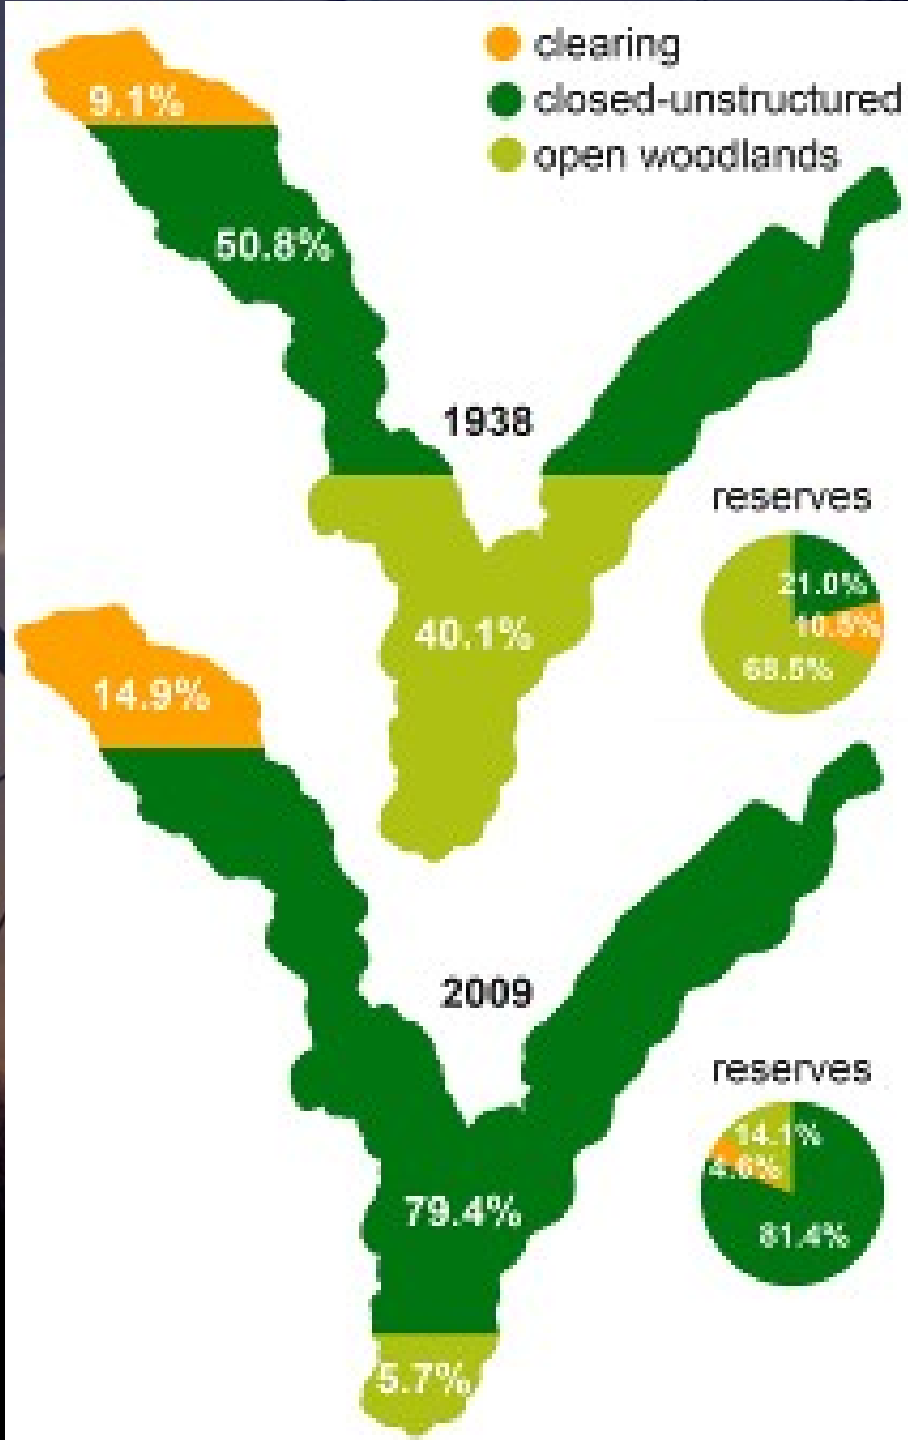 clearing
closed-unstructured
open woodlands
9.1%
50.8%
1938
40.1%
reserves
21.0%
10.5%
68.5%
14.9%
2009
79.4%
5.7%
reserves
14.1%
4.6%
81.4%